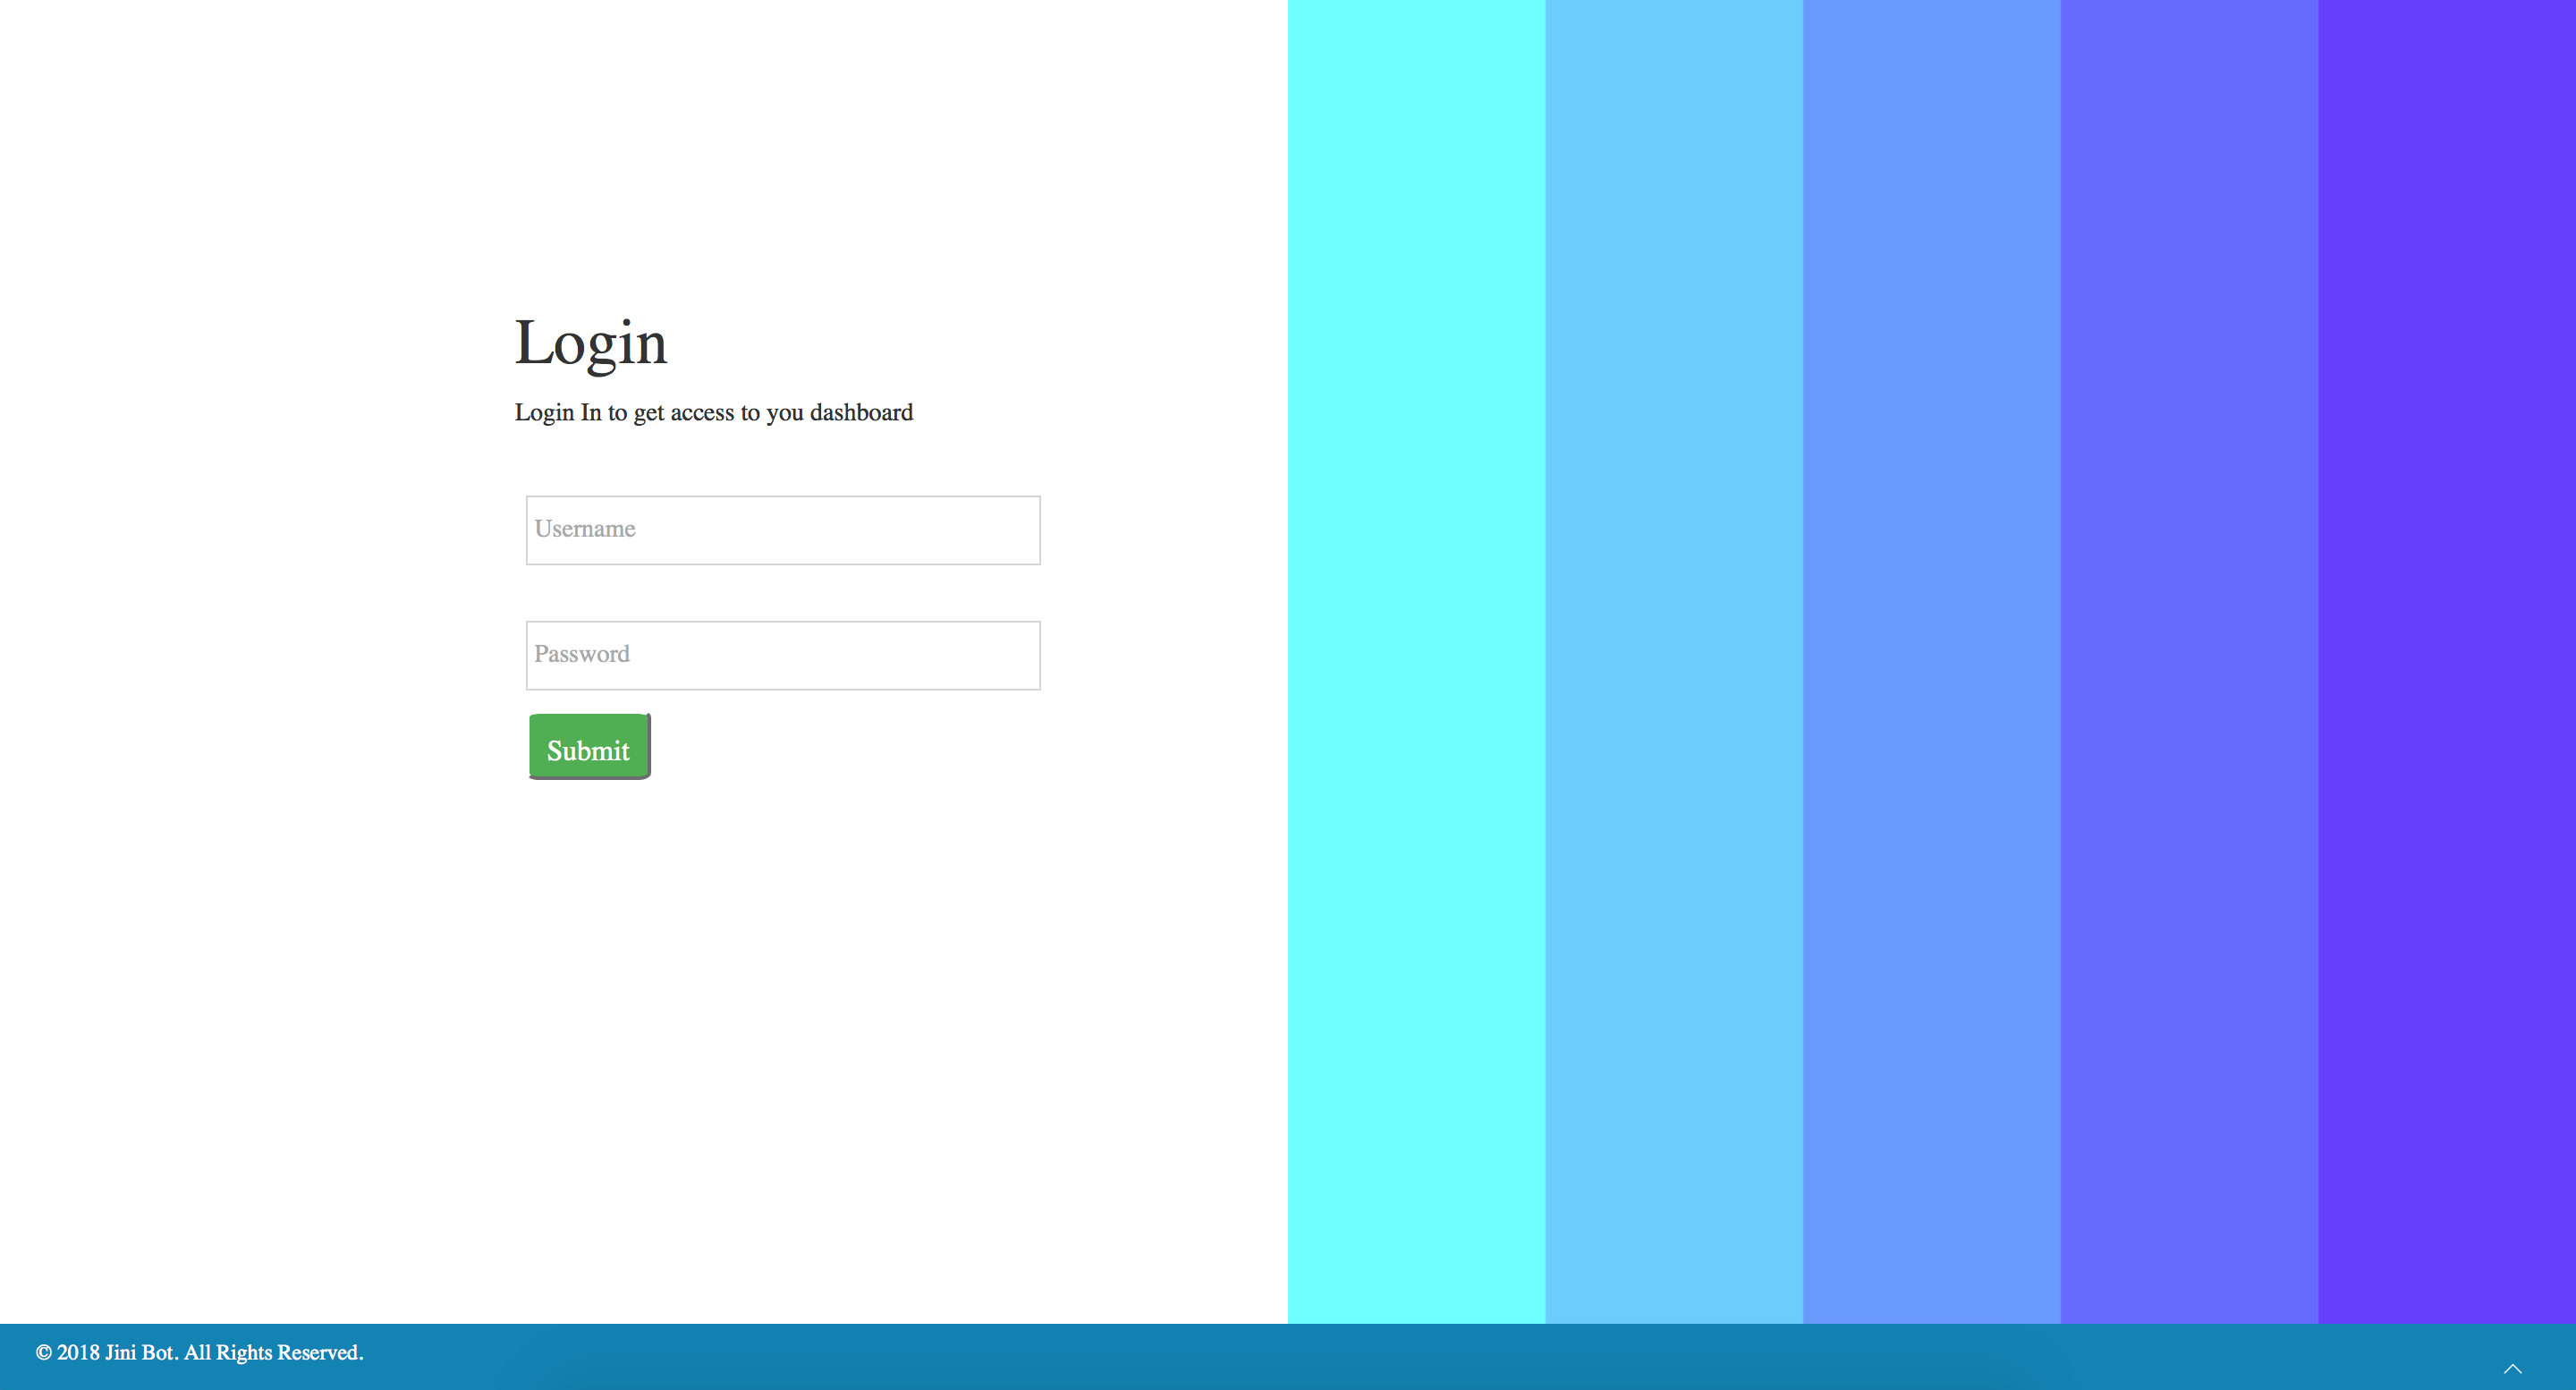 Login
Login In to get access to you dashboard
Username
Password
Submit
© 2018 Jini Bot. All Rights Reserved.